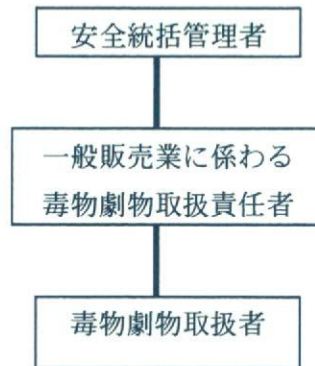 安全統括管理者
一般販売業に係わる
毒物劇物取扱責任者
毒物劇物取扱者